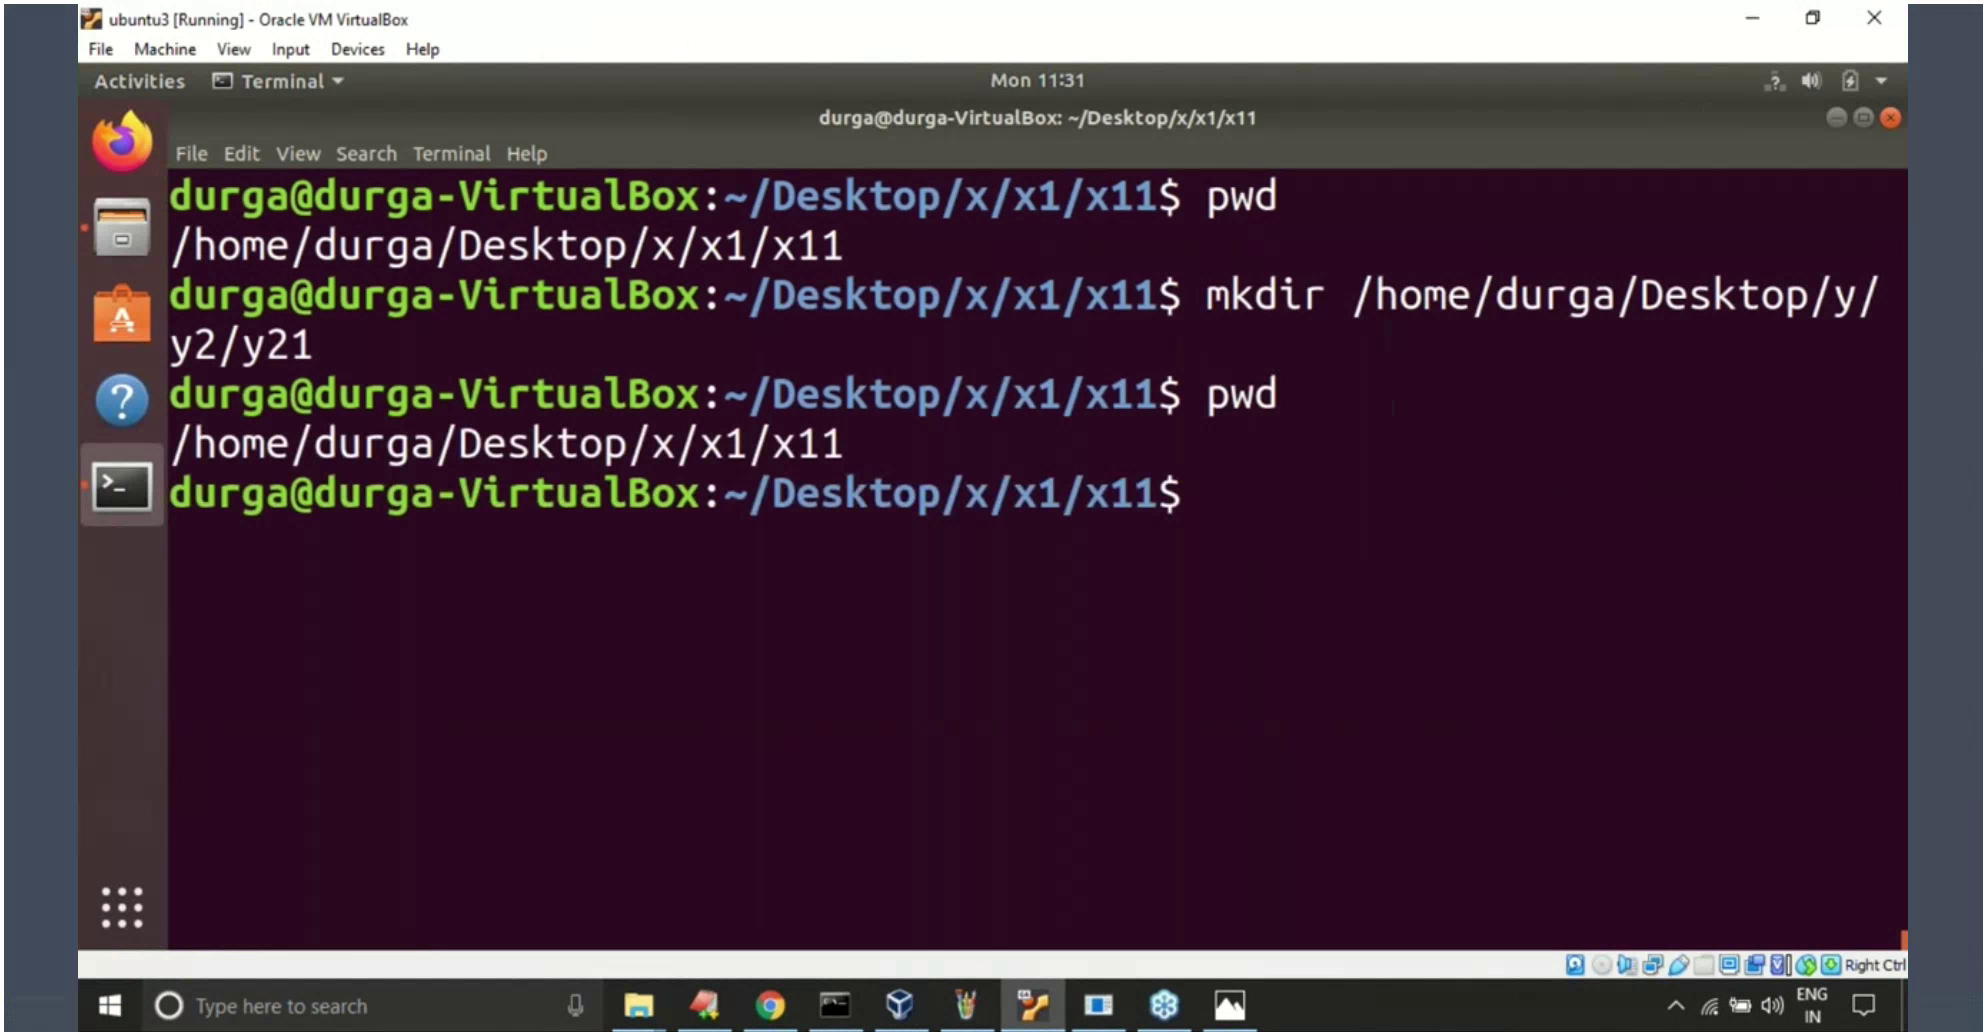 ubuntu3 [Running] - Oracle VM VirtualBox
File Machine View Input Devices Help
Activities Terminal Mon 11:31
durga@durga-VirtualBox: ~/Desktop/x/x1/x11
File Edit View Search Terminal Help
durga@durga-VirtualBox:~/Desktop/x/x1/x11$ pwd
/home/durga/Desktop/x/x1/x11
durga@durga-VirtualBox:~/Desktop/x/x1/x11$ mkdir /home/durga/Desktop/y/
y2/y21
durga@durga-VirtualBox:~/Desktop/x/x1/x11$ pwd
/home/durga/Desktop/x/x1/x11
durga@durga-VirtualBox:~/Desktop/x/x1/x11$
Right Ctrl
Type here to search
ENG
IN